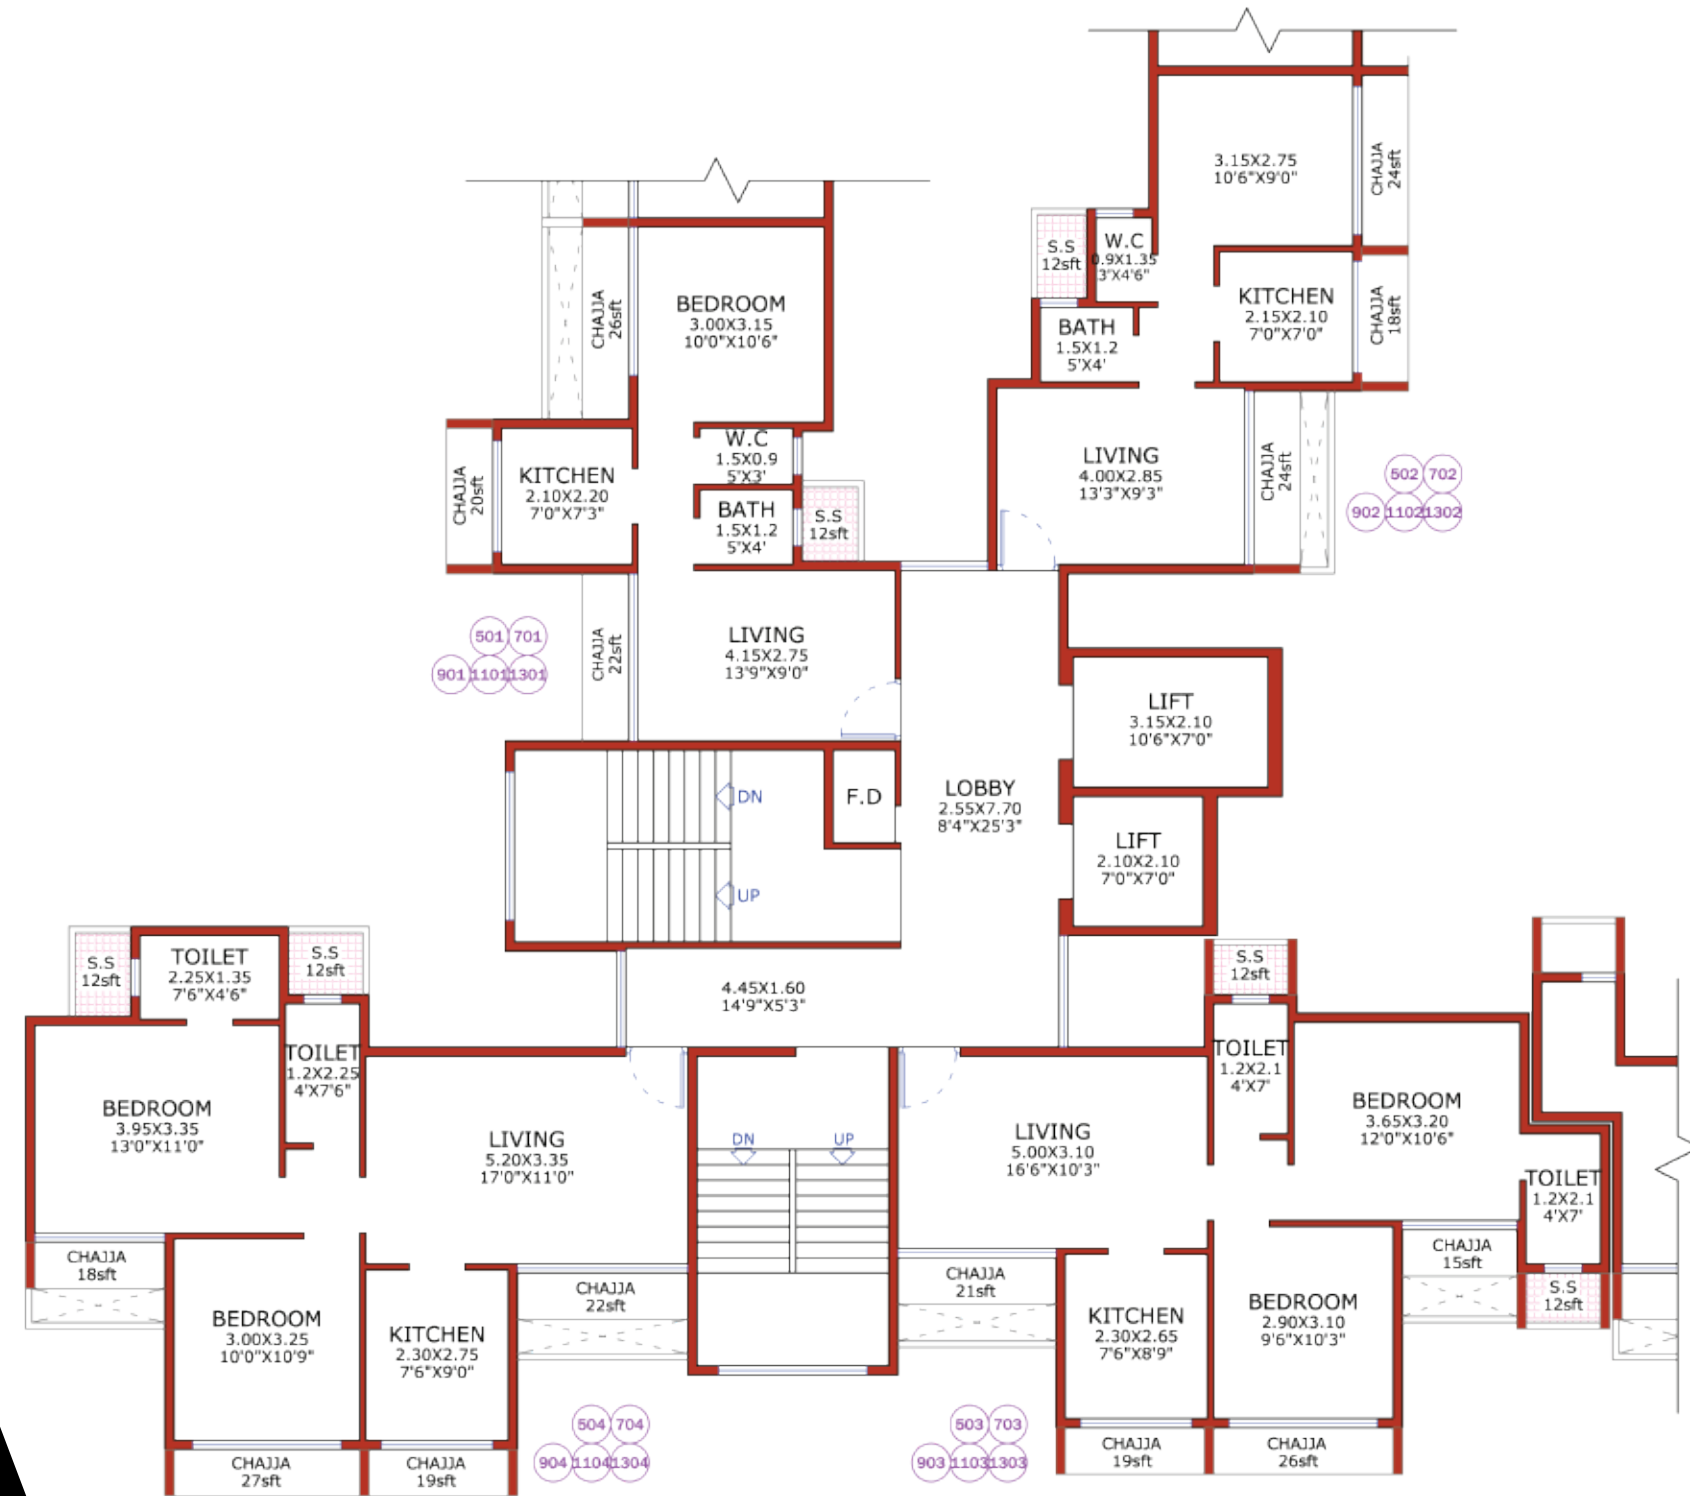 3.15X2.75
10'6"X9'0"
CHAJJA
24sft
S.S
12sft
W.C
0.9X1.35
3'X4'6"
KITCHEN
2.15X2.10
7'0"X7'0"
CHAJJA
18sft
BATH
1.5X1.2
5'X4'
LIVING
4.00X2.85
13'3"X9'3"
CHAJJA
24sft
502 702
902 1102 1302
BEDROOM
3.00X3.15
10'0"X10'6"
CHAJJA
26sft
W.C
1.5X0.9
5'X3'
KITCHEN
2.10X2.20
7'0"X7'3"
CHAJJA
20sft
BATH
1.5X1.2
5'X4'
S.S
12sft
LIVING
4.15X2.75
13'9"X9'0"
CHAJJA
22sft
501 701
901 1101 1301
LIFT
3.15X2.10
10'6"X7'0"
LOBBY
2.55X7.70
8'4"X25'3"
F.D
DN
UP
LIFT
2.10X2.10
7'0"X7'0"
4.45X1.60
14'9"X5'3"
S.S
12sft
TOILET
2.25X1.35
7'6"X4'6"
S.S
12sft
TOILET
1.2X2.25
4'X7'6"
BEDROOM
3.95X3.35
13'0"X11'0"
LIVING
5.20X3.35
17'0"X11'0"
CHAJJA
18sft
BEDROOM
3.00X3.25
10'0"X10'9"
KITCHEN
2.30X2.75
7'6"X9'0"
CHAJJA
22sft
CHAJJA
27sft
CHAJJA
19sft
504 704
904 1104 1304
DN
UP
S.S
12sft
TOILET
1.2X2.1
4'X7'
LIVING
5.00X3.10
16'6"X10'3"
BEDROOM
3.65X3.20
12'0"X10'6"
TOILET
1.2X2.1
4'X7'
CHAJJA
21sft
CHAJJA
15sft
S.S
12sft
KITCHEN
2.30X2.65
7'6"X8'9"
BEDROOM
2.90X3.10
9'6"X10'3"
CHAJJA
19sft
CHAJJA
26sft
503 703
903 1103 1303